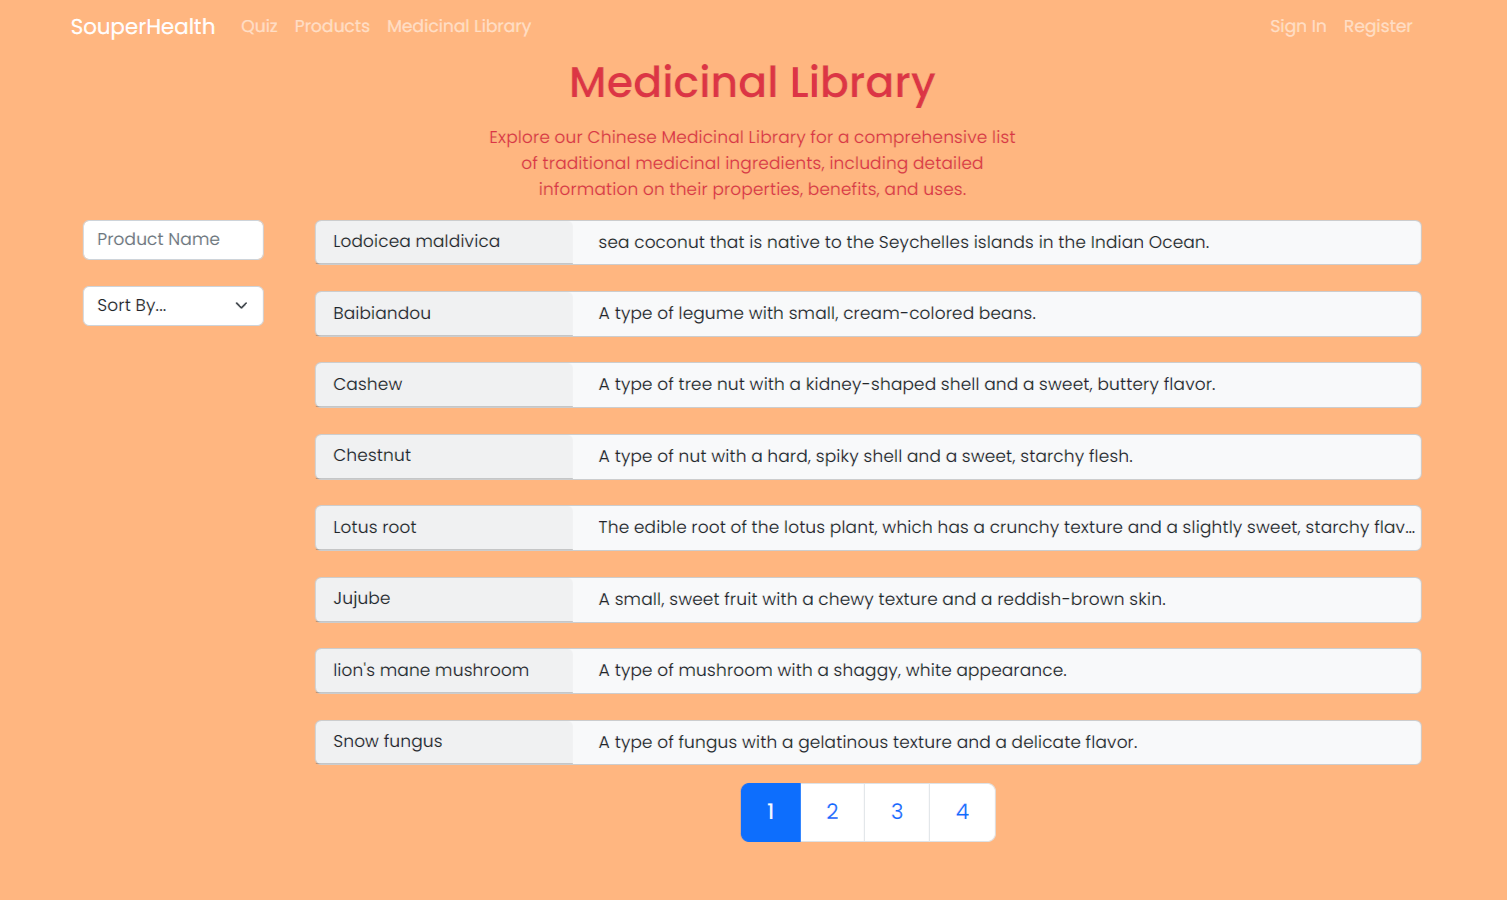 SouperHealth Quiz Products Medicinal Library Sign In Register
Medicinal Library
Explore our Chinese Medicinal Library for a comprehensive list
of traditional medicinal ingredients, including detailed
information on their properties, benefits, and uses.
Product Name
Sort By...
Lodoicea maldivica sea coconut that is native to the Seychelles islands in the Indian Ocean.
Baibiandou A type of legume with small, cream-colored beans.
Cashew A type of tree nut with a kidney-shaped shell and a sweet, buttery flavor.
Chestnut A type of nut with a hard, spiky shell and a sweet, starchy flesh.
Lotus root The edible root of the lotus plant, which has a crunchy texture and a slightly sweet, starchy flav...
Jujube A small, sweet fruit with a chewy texture and a reddish-brown skin.
lion's mane mushroom A type of mushroom with a shaggy, white appearance.
Snow fungus A type of fungus with a gelatinous texture and a delicate flavor.
1 2 3 4